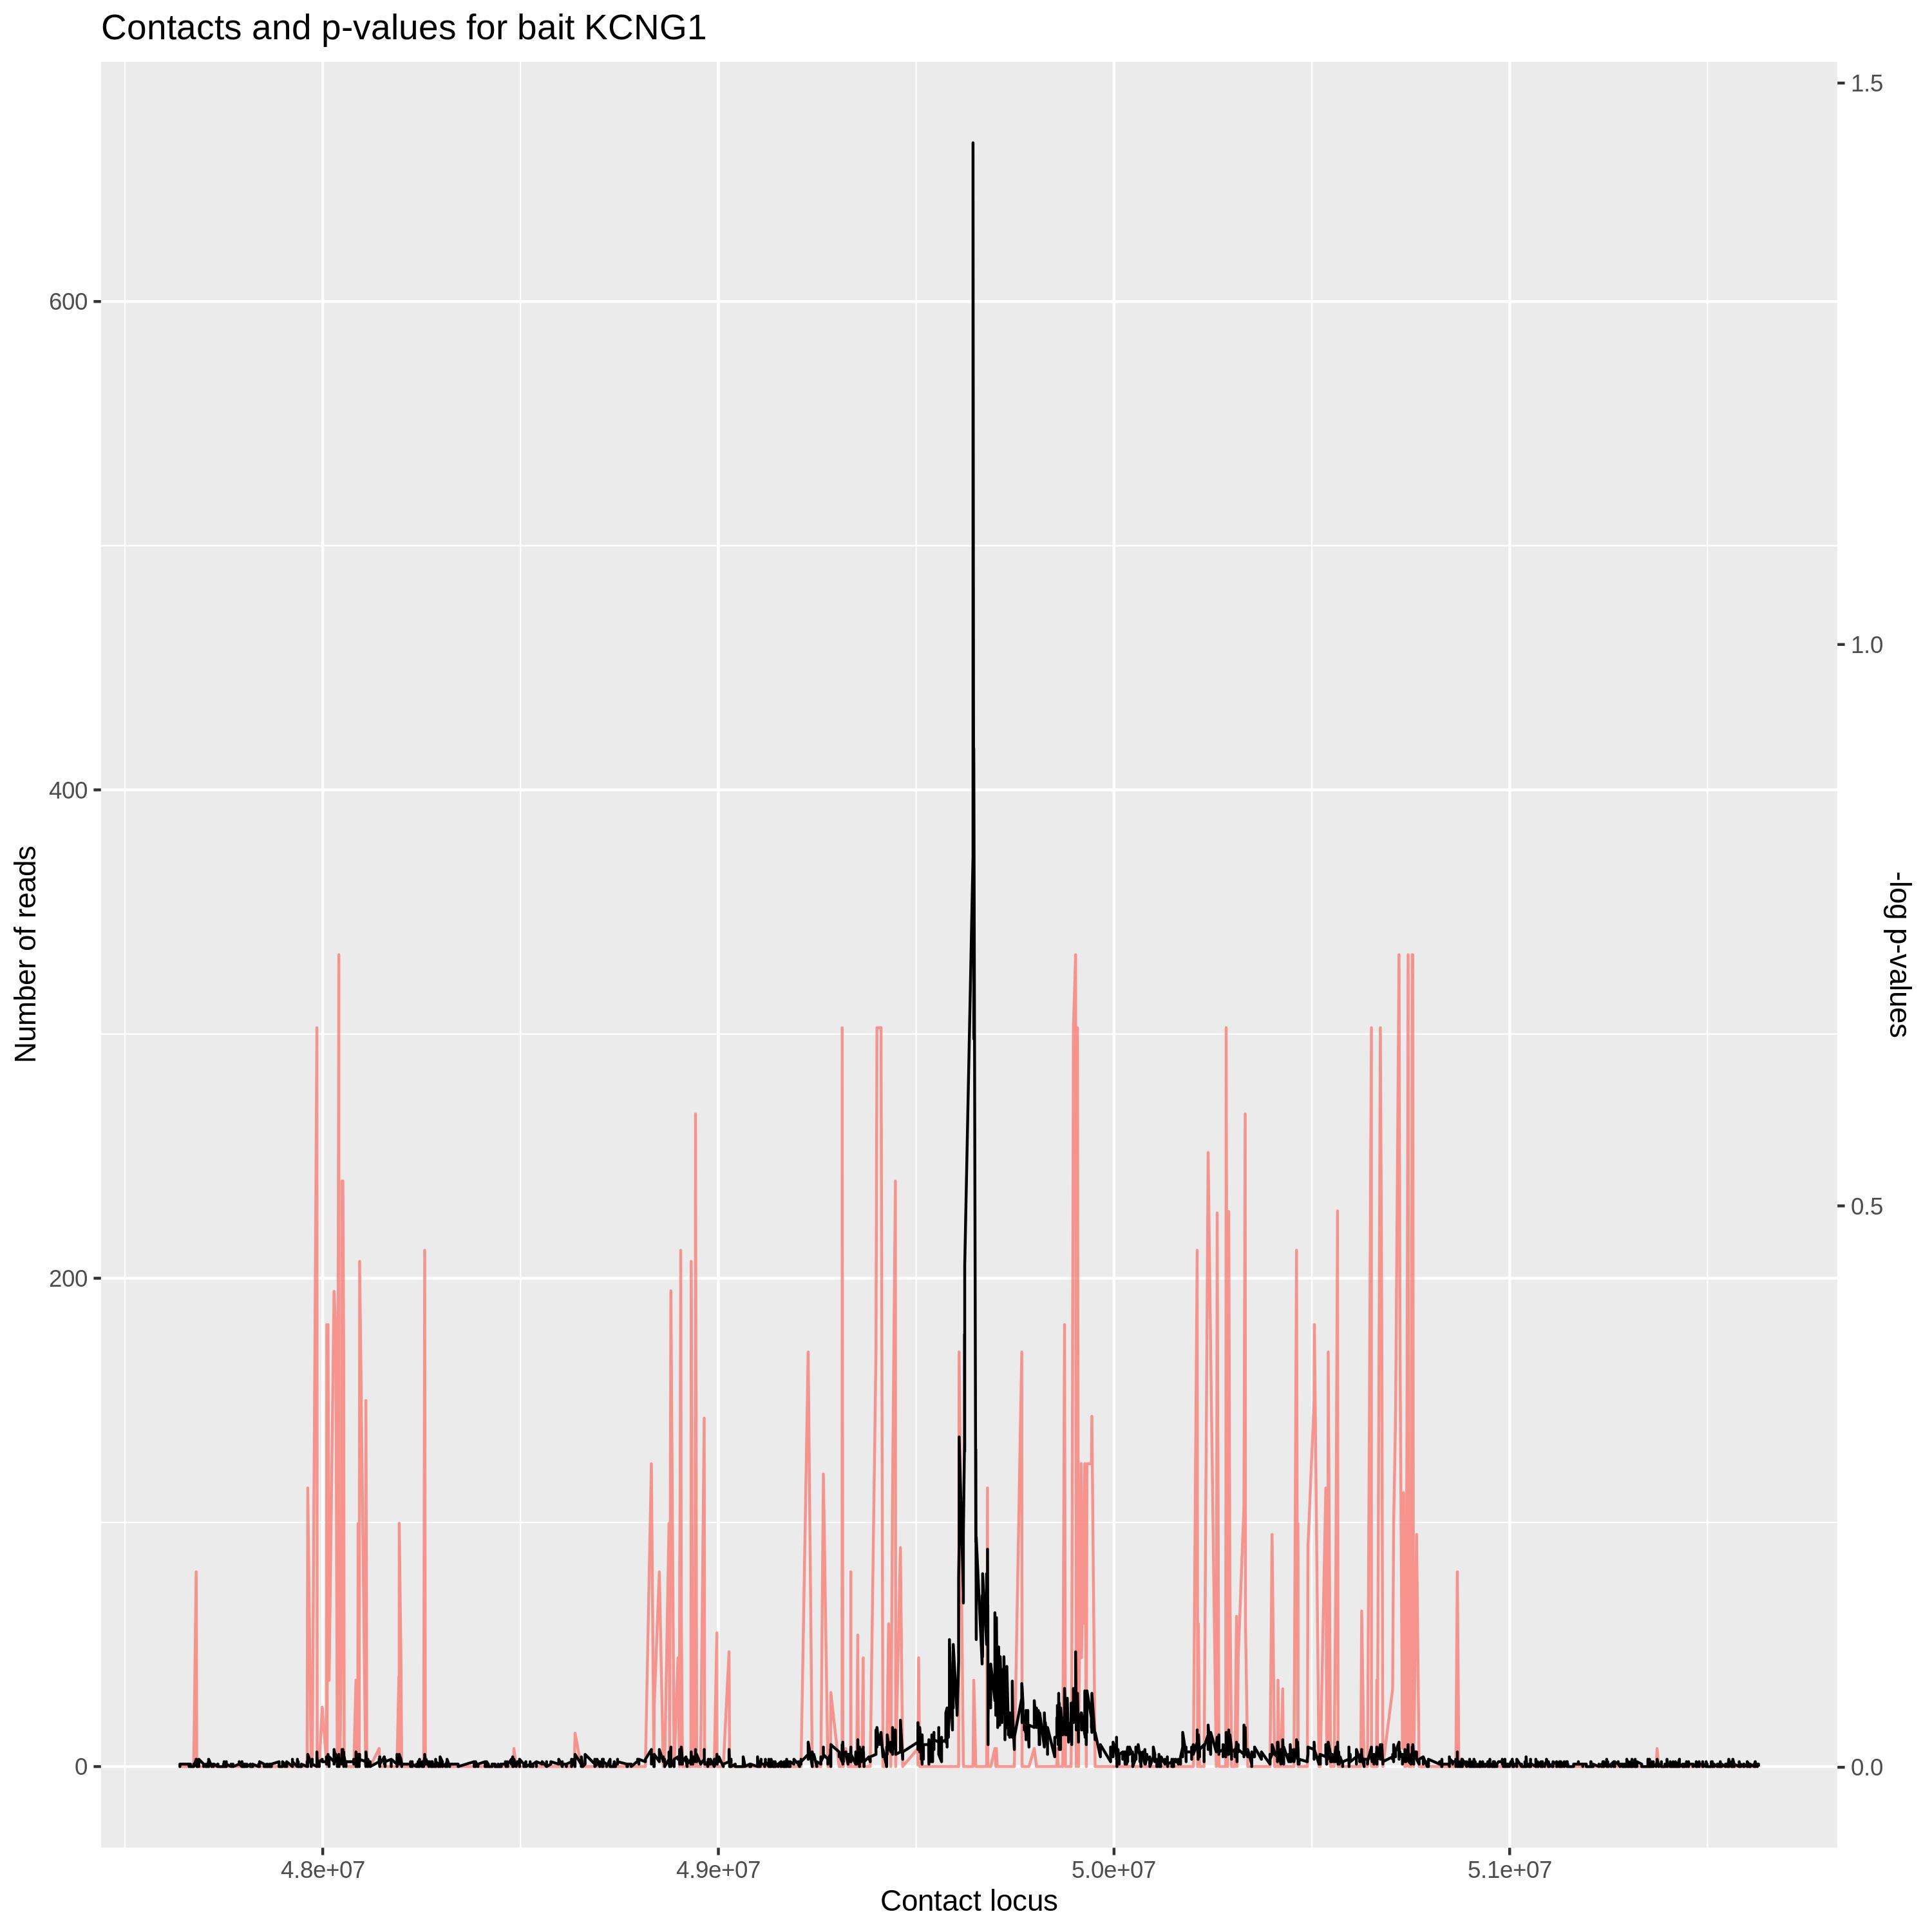 Contacts and p-values for bait KCNG1
1.5
600
1.0
400
Number of reads
-log p-values
0.5
200
0
0.0
4.8e+07
4.9e+07
5.0e+07
5.1e+07
Contact locus